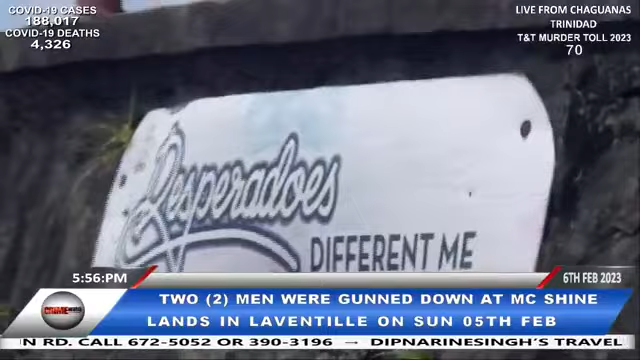 COVID-19 CASES
188,017
COVID-19 DEATHS
4,326
LIVE FROM CHAGUANAS
TRINIDAD
T&T MURDER TOLL 2023
70
Desperadoes
DIFFERENT ME
5:56:PM
6TH FEB 2023
TWO (2) MEN WERE GUNNED DOWN AT MC SHINE
LANDS IN LAVENTILLE ON SUN 05TH FEB
N RD. CALL 672-5052 OR 390-3196 → DIPNARINESINGH'S TRAVEL